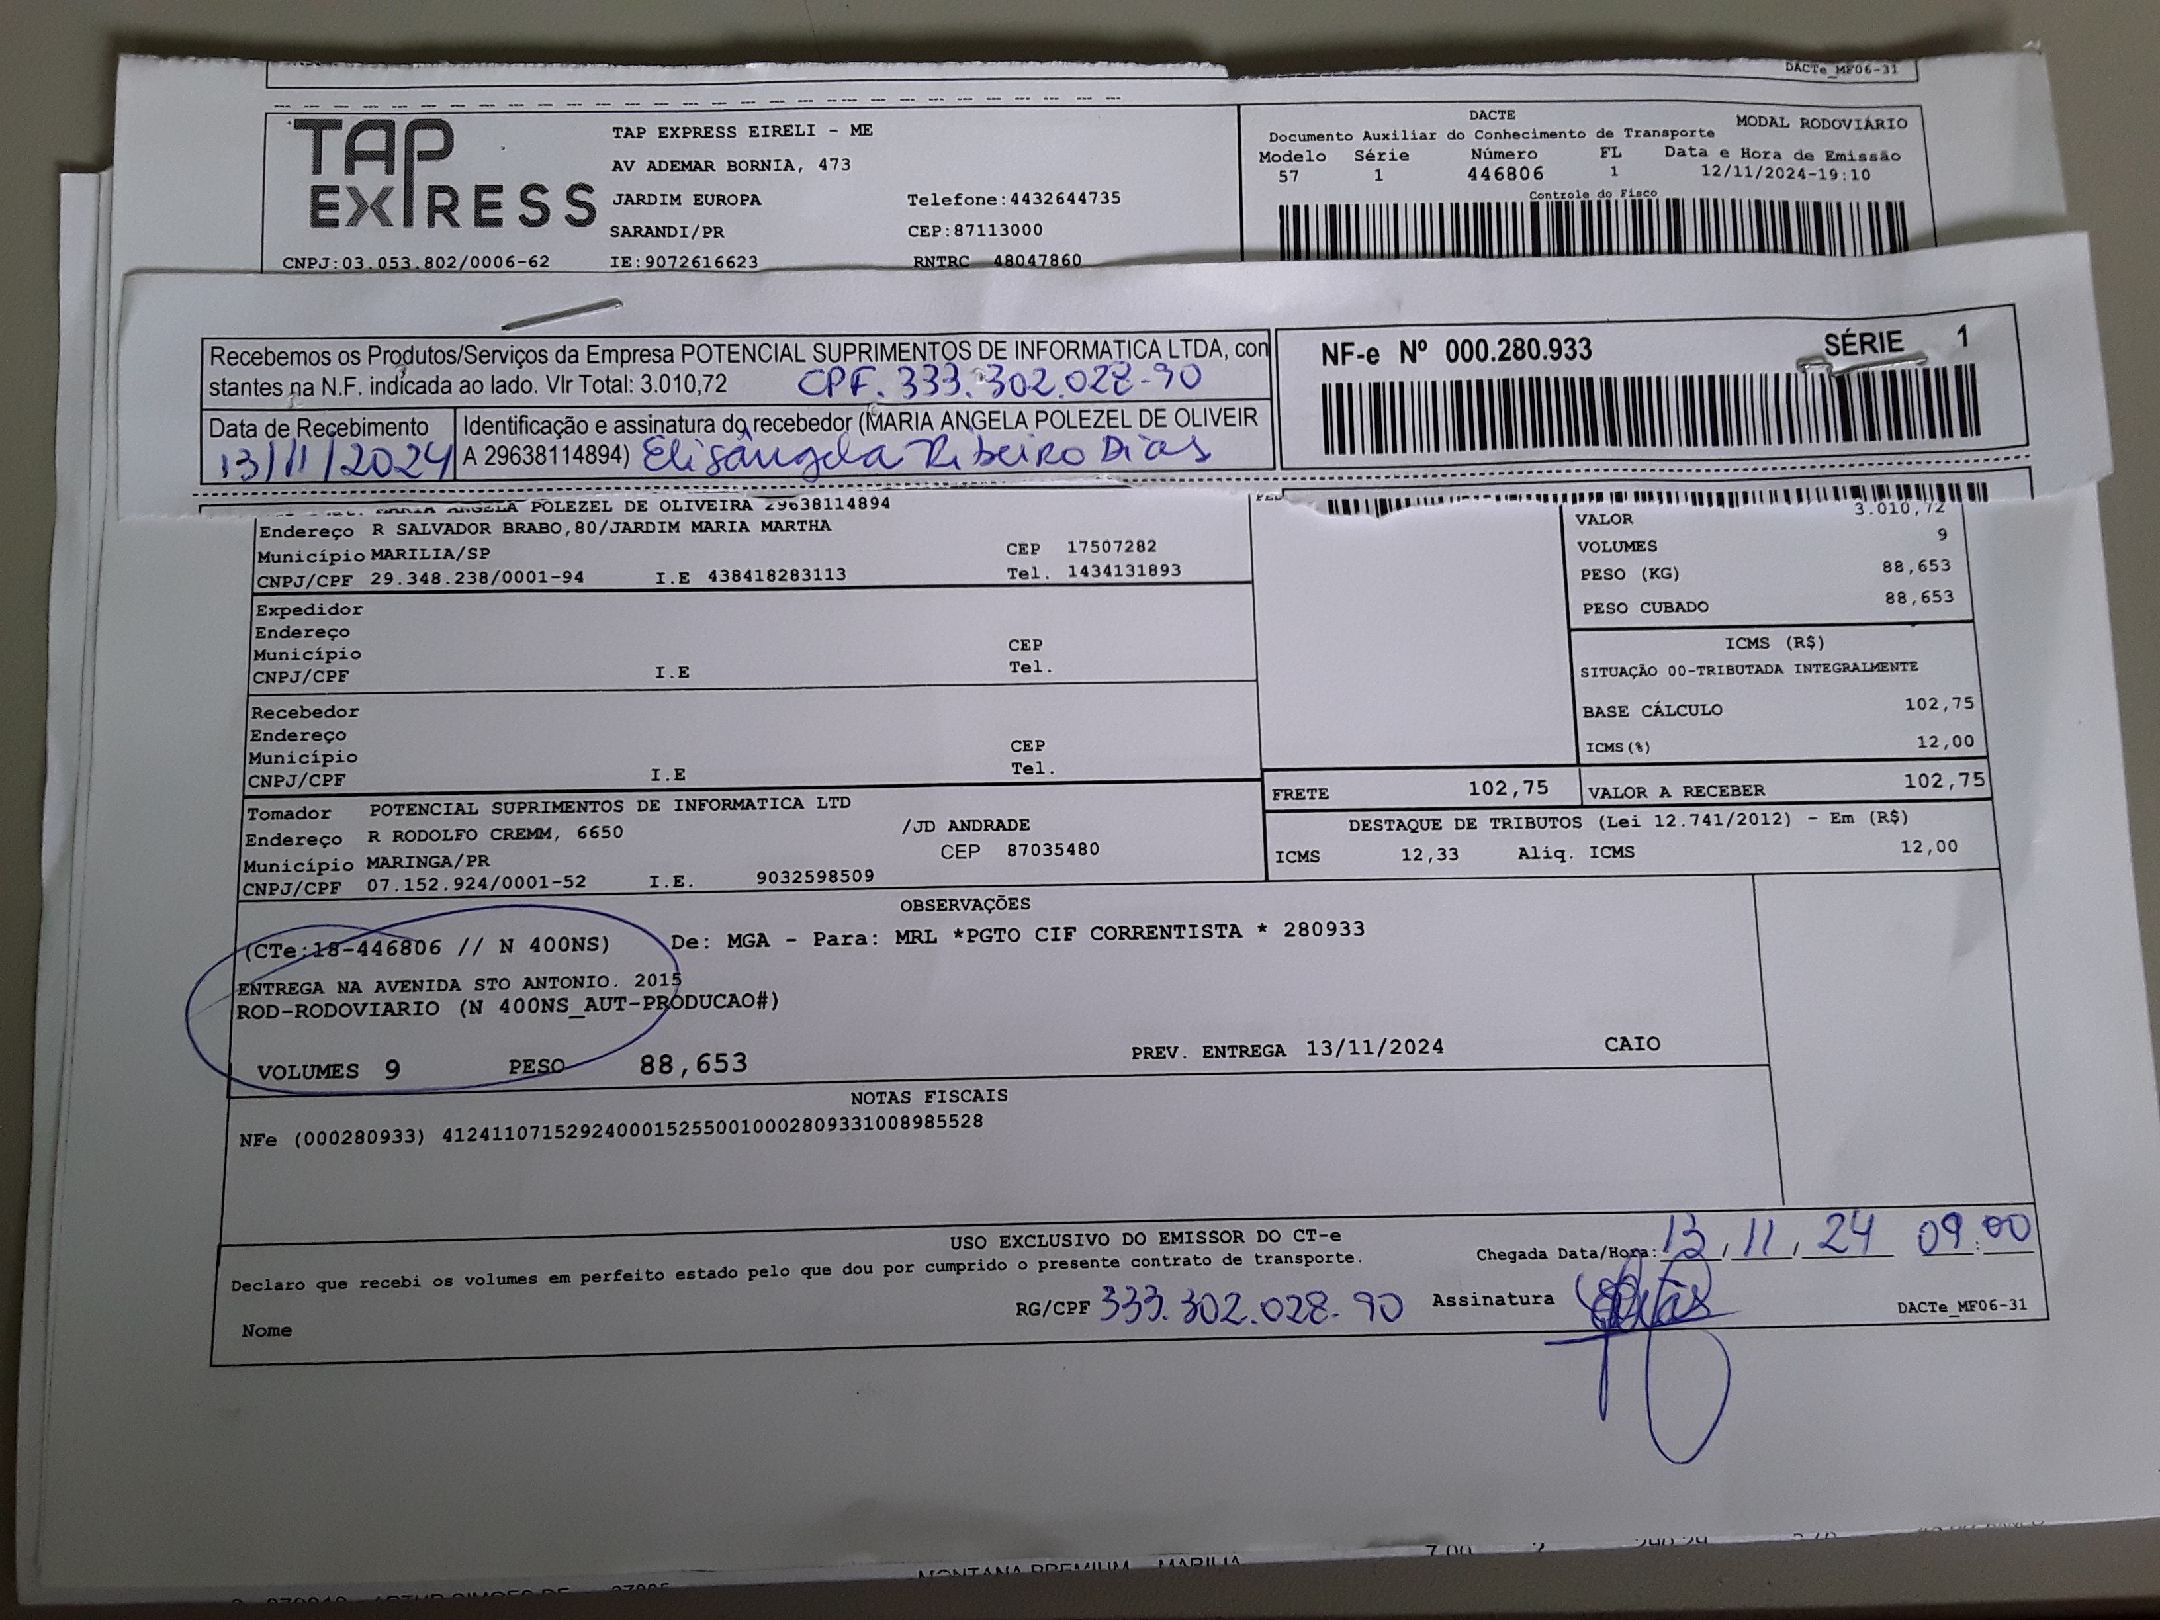 DACTe_MF06-31
TAP EXPRESS
TAP EXPRESS EIRELI - ME
AV ADEMAR BORNIA, 473
JARDIM EUROPA Telefone:4432644735
SARANDI/PR CEP:87113000
CNPJ:03.053.802/0006-62 IE:9072616623 RNTRC 48047860
DACTE
Documento Auxiliar do Conhecimento de Transporte MODAL RODOVIÁRIO
Modelo Série Número FL Data e Hora de Emissão
57 1 446806 1 12/11/2024-19:10
Controle do Fisco
Recebemos os Produtos/Serviços da Empresa POTENCIAL SUPRIMENTOS DE INFORMATICA LTDA, con
stantes na N.F. indicada ao lado. Vlr Total: 3.010,72 CPF. 333.302.028-90
Data de Recebimento
13/11/2024
Identificação e assinatura do recebedor (MARIA ANGELA POLEZEL DE OLIVEIR
A 29638114894) Elisângela Ribeiro Dias
NF-e Nº 000.280.933 SÉRIE 1
MARIA ANGELA POLEZEL DE OLIVEIRA 29638114894
Endereço R SALVADOR BRABO,80/JARDIM MARIA MARTHA
Município MARILIA/SP CEP 17507282
CNPJ/CPF 29.348.238/0001-94 I.E 438418283113 Tel. 1434131893
VALOR 3.010,72
VOLUMES 9
PESO (KG) 88,653
PESO CUBADO 88,653
Expedidor
Endereço
Município CEP
CNPJ/CPF I.E Tel.
ICMS (R$)
SITUAÇÃO 00-TRIBUTADA INTEGRALMENTE
BASE CÁLCULO 102,75
ICMS(%) 12,00
Recebedor
Endereço
Município CEP
CNPJ/CPF I.E Tel.
FRETE 102,75 VALOR A RECEBER 102,75
Tomador POTENCIAL SUPRIMENTOS DE INFORMATICA LTD
Endereço R RODOLFO CREMM, 6650 /JD ANDRADE
Município MARINGA/PR CEP 87035480
CNPJ/CPF 07.152.924/0001-52 I.E. 9032598509
DESTAQUE DE TRIBUTOS (Lei 12.741/2012) - Em (R$)
ICMS 12,33 Aliq. ICMS 12,00
OBSERVAÇÕES
(CTe:18-446806 // N 400NS) De: MGA - Para: MRL *PGTO CIF CORRENTISTA * 280933
ENTREGA NA AVENIDA STO ANTONIO. 2015
ROD-RODOVIARIO (N 400NS_AUT-PRODUCAO#)
VOLUMES 9 PESO 88,653 PREV. ENTREGA 13/11/2024 CAIO
NOTAS FISCAIS
NFe (000280933) 41241107152924000152550010002809331008985528
USO EXCLUSIVO DO EMISSOR DO CT-e
Declaro que recebi os volumes em perfeito estado pelo que dou por cumprido o presente contrato de transporte.
Chegada Data/Hora: 13, 11, 24 09:00
Nome RG/CPF 333.302.028-90 Assinatura
DACTe_MF06-31
MONTANA PREMIUM MARILIA